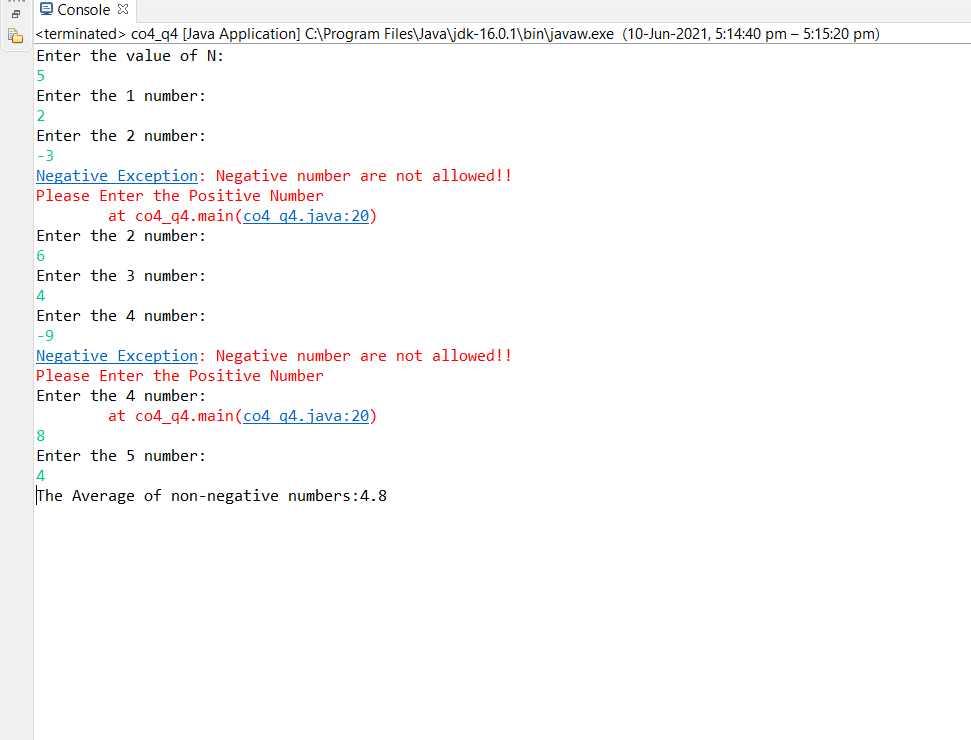 Console
<terminated> co4_q4 [Java Application] C:\Program Files\Java\jdk-16.0.1\bin\javaw.exe (10-Jun-2021, 5:14:40 pm – 5:15:20 pm)
Enter the value of N:
5
Enter the 1 number:
2
Enter the 2 number:
-3
Negative Exception: Negative number are not allowed!!
Please Enter the Positive Number
at co4_q4.main(co4_q4.java:20)
Enter the 2 number:
6
Enter the 3 number:
4
Enter the 4 number:
-9
Negative Exception: Negative number are not allowed!!
Please Enter the Positive Number
Enter the 4 number:
at co4_q4.main(co4_q4.java:20)
8
Enter the 5 number:
4
The Average of non-negative numbers:4.8